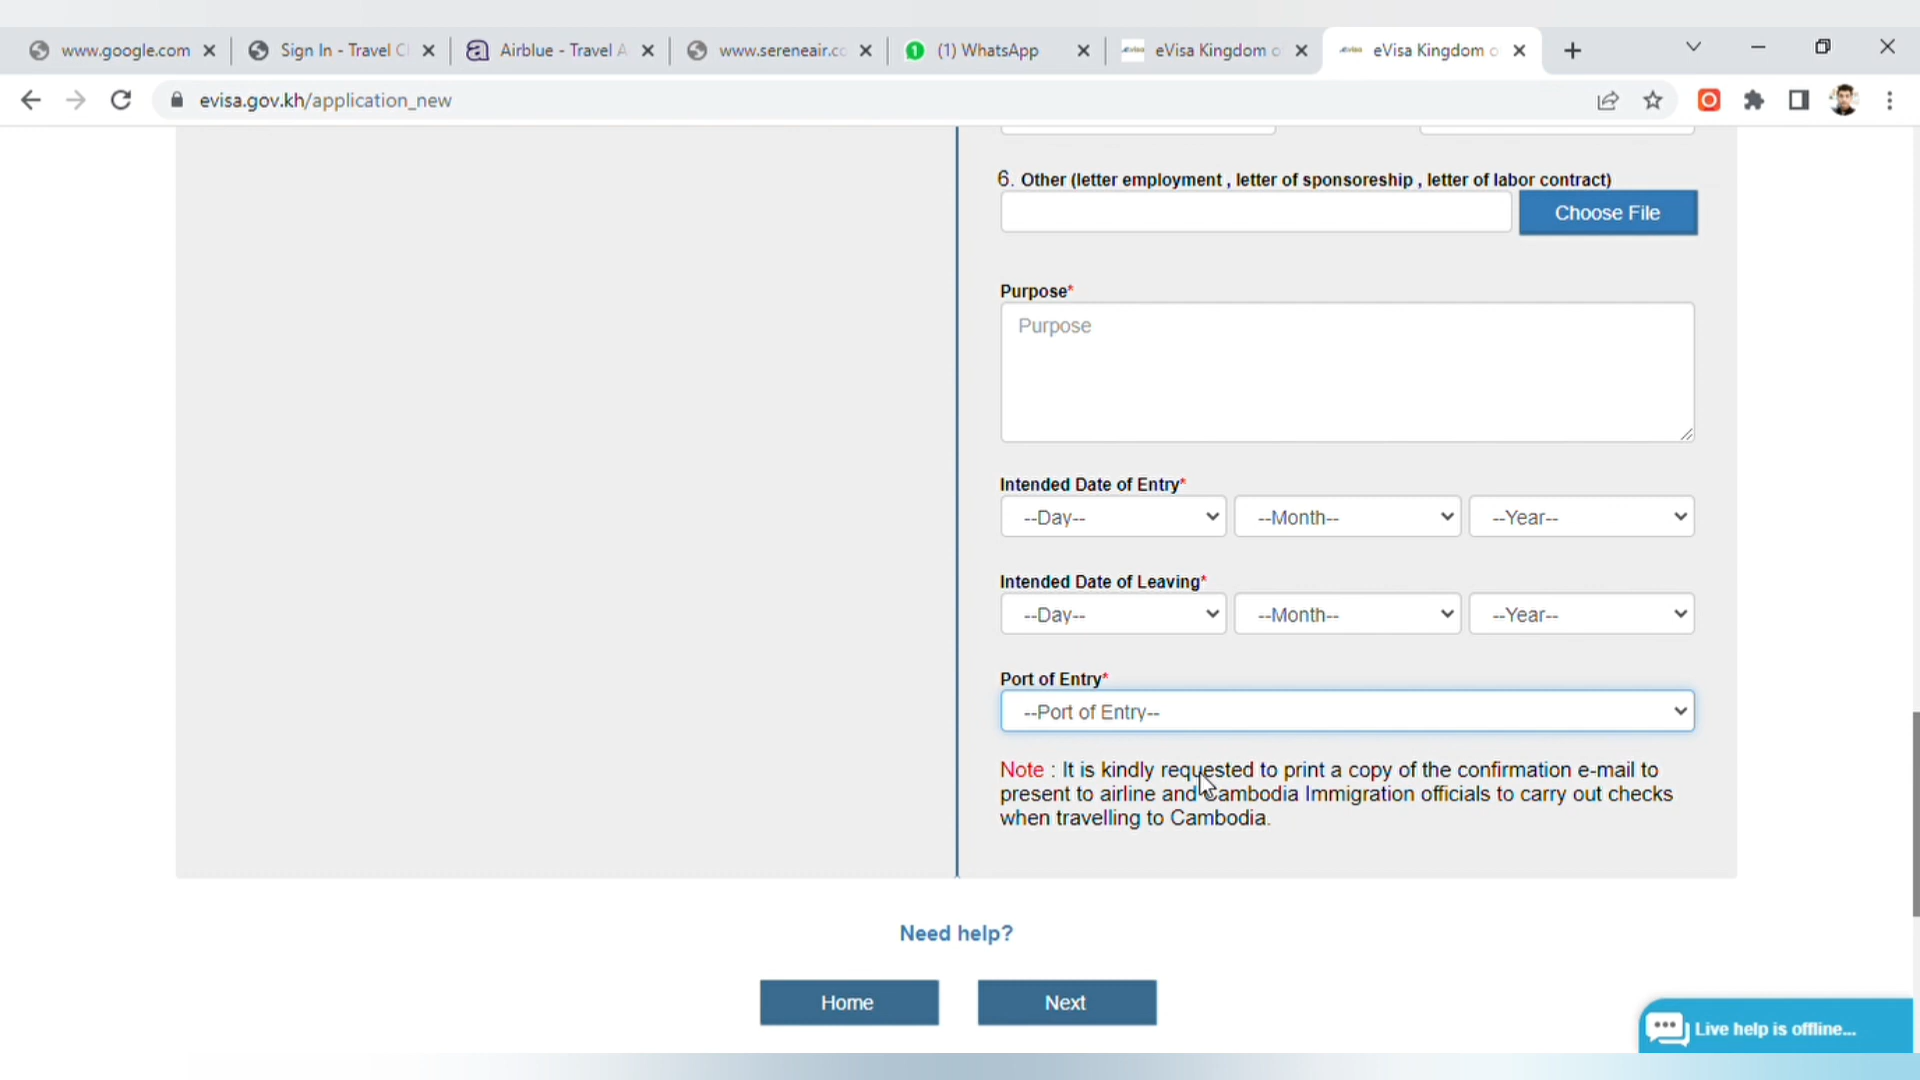 www.google.com
Sign In - Travel Cl
Airblue - Travel A
www.sereneair.co
1 (1) WhatsApp
eVisa Kingdom o
eVisa Kingdom o
evisa.gov.kh/application_new
6. Other (letter employment , letter of sponsoreship , letter of labor contract)
Choose File
Purpose*
Purpose
Intended Date of Entry*
--Day-- --Month-- --Year--
Intended Date of Leaving*
--Day-- --Month-- --Year--
Port of Entry*
--Port of Entry--
Note : It is kindly requested to print a copy of the confirmation e-mail to
present to airline and Cambodia Immigration officials to carry out checks
when travelling to Cambodia.
Need help?
Home Next
Live help is offline...